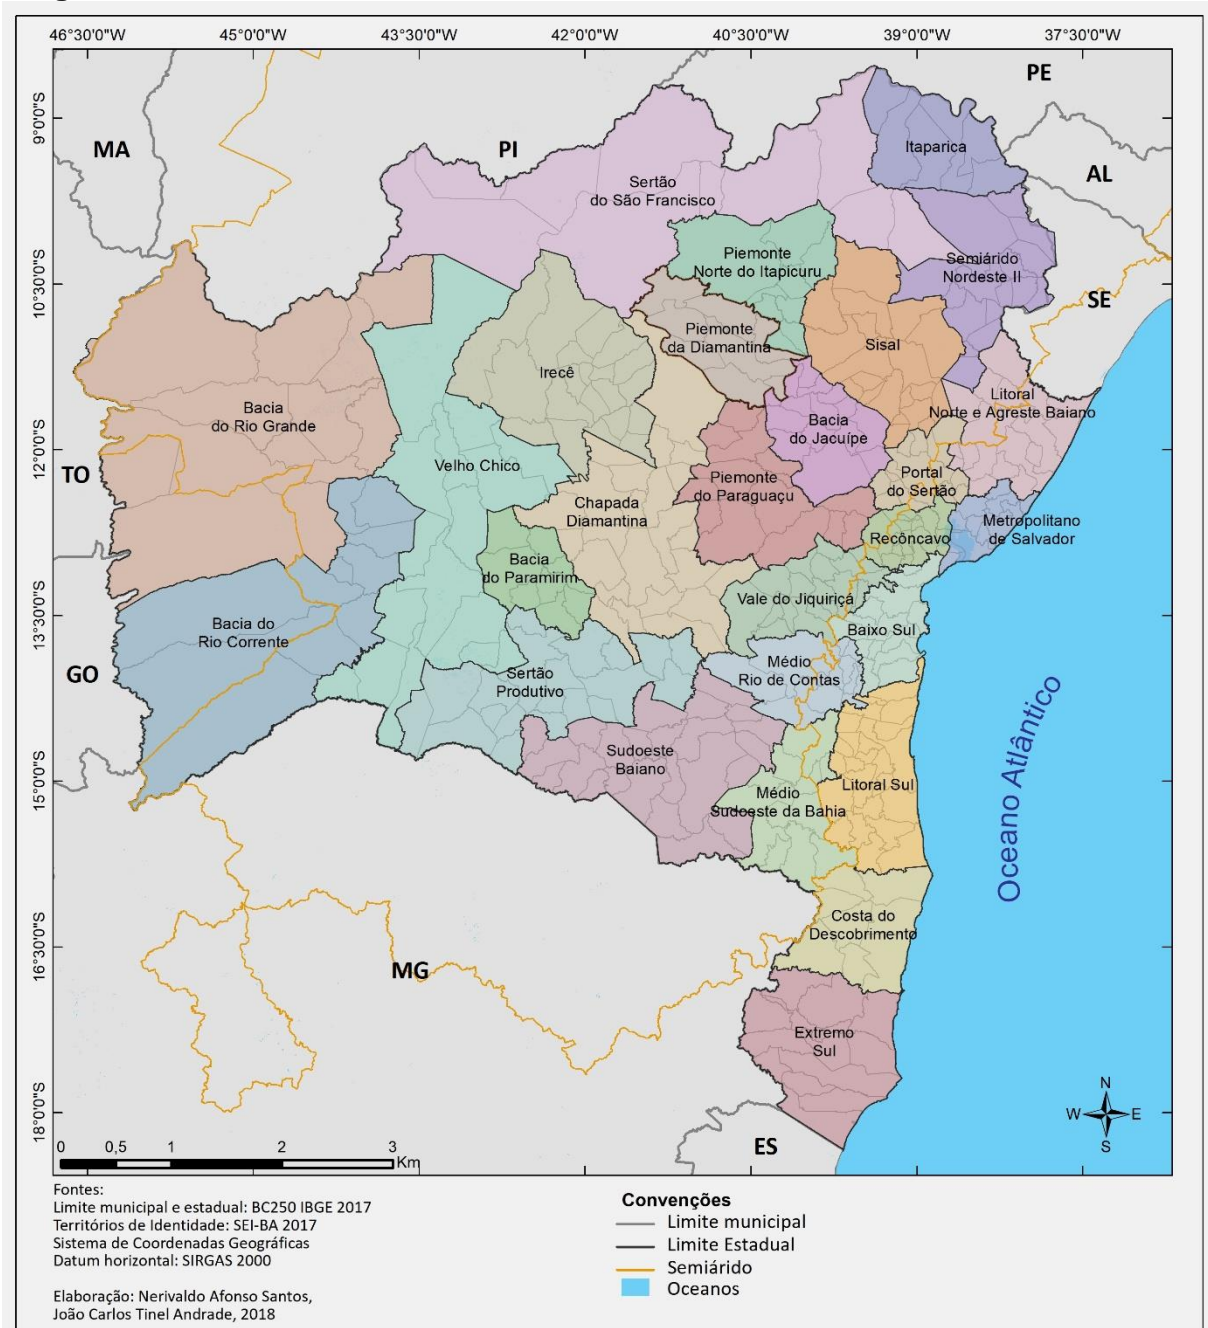 46°30'0"W
45°0'0"W
43°30'0"W
42°0'0"W
40°30'0"W
39°0'0"W
37°30'0"W
9°0'0"S
10°30'0"S
12°0'0"S
13°30'0"S
15°0'0"S
16°30'0"S
18°0'0"S
PE
MA
PI
AL
SE
TO
GO
MG
ES
Itaparica
Sertão
do São Francisco
Piemonte
Norte do Itapicuru
Semiárido
Nordeste II
Piemonte
da Diamantina
Sisal
Irecê
Litoral
Norte e Agreste Baiano
Bacia
do Rio Grande
Bacia
do Jacuípe
Velho Chico
Piemonte
do Paraguaçu
Portal
do Sertão
Chapada
Diamantina
Metropolitano
de Salvador
Recôncavo
Bacia
do Paramirim
Vale do Jiquiriçá
Bacia do
Rio Corrente
Baixo Sul
Médio
Rio de Contas
Sertão
Produtivo
Sudoeste
Baiano
Litoral Sul
Médio
Sudoeste da Bahia
Costa do
Descobrimento
Extremo
Sul
Oceano Atlântico
N
W E
S
0 0,5 1 2 3
Km
Fontes:
Limite municipal e estadual: BC250 IBGE 2017
Territórios de Identidade: SEI-BA 2017
Sistema de Coordenadas Geográficas
Datum horizontal: SIRGAS 2000
Elaboração: Nerivaldo Afonso Santos,
João Carlos Tinel Andrade, 2018
Convenções
Limite municipal
Limite Estadual
Semiárido
Oceanos